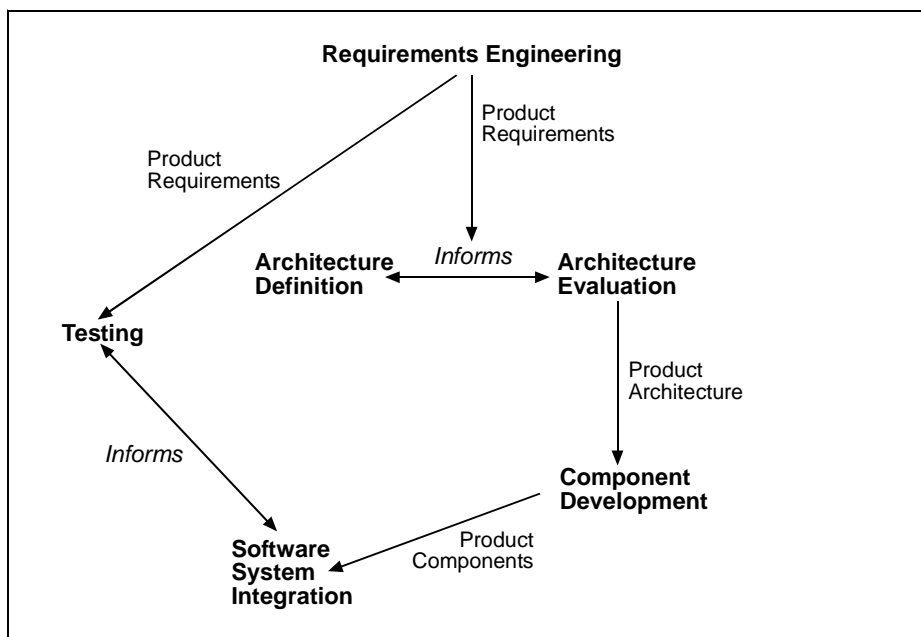 Requirements Engineering
Product
Requirements
Product
Requirements
Informs
Architecture
Definition
Architecture
Evaluation
Testing
Product
Architecture
Informs
Component
Development
Product
Components
Software
System
Integration